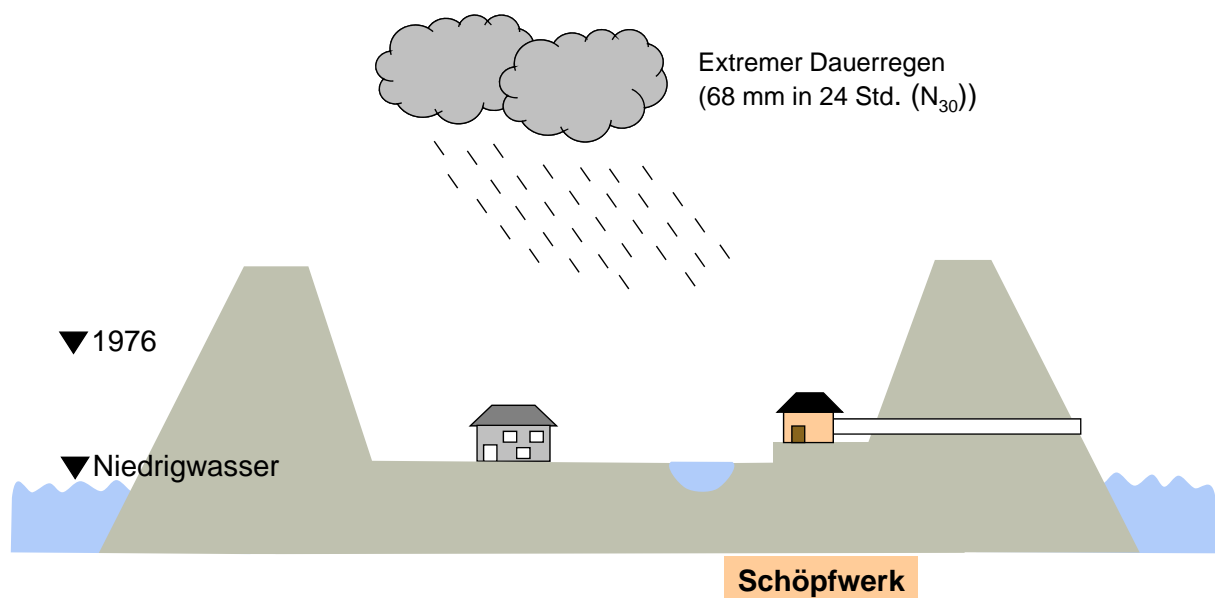 Extremer Dauerregen
(68 mm in 24 Std. (N₃₀))
1976
Niedrigwasser
Schöpfwerk